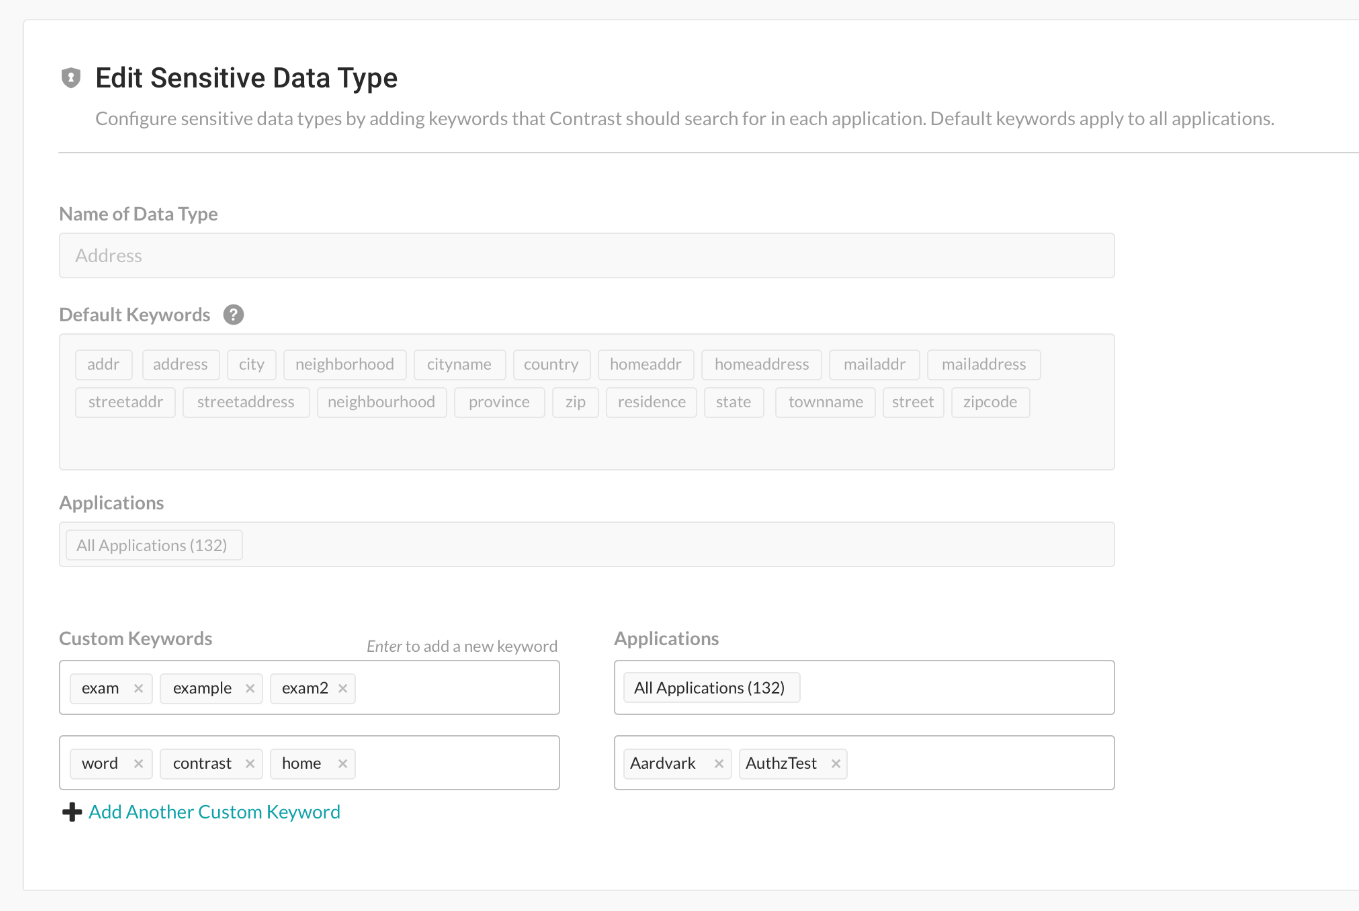 Edit Sensitive Data Type
Configure sensitive data types by adding keywords that Contrast should search for in each application. Default keywords apply to all applications.
Name of Data Type
Address
Default Keywords ?
addr address city neighborhood cityname country homeaddr homeaddress mailaddr mailaddress
streetaddr streetaddress neighbourhood province zip residence state townname street zipcode
Applications
All Applications (132)
Custom Keywords Enter to add a new keyword Applications
exam × example × exam2 × All Applications (132)
word × contrast × home × Aardvark × AuthzTest ×
Add Another Custom Keyword